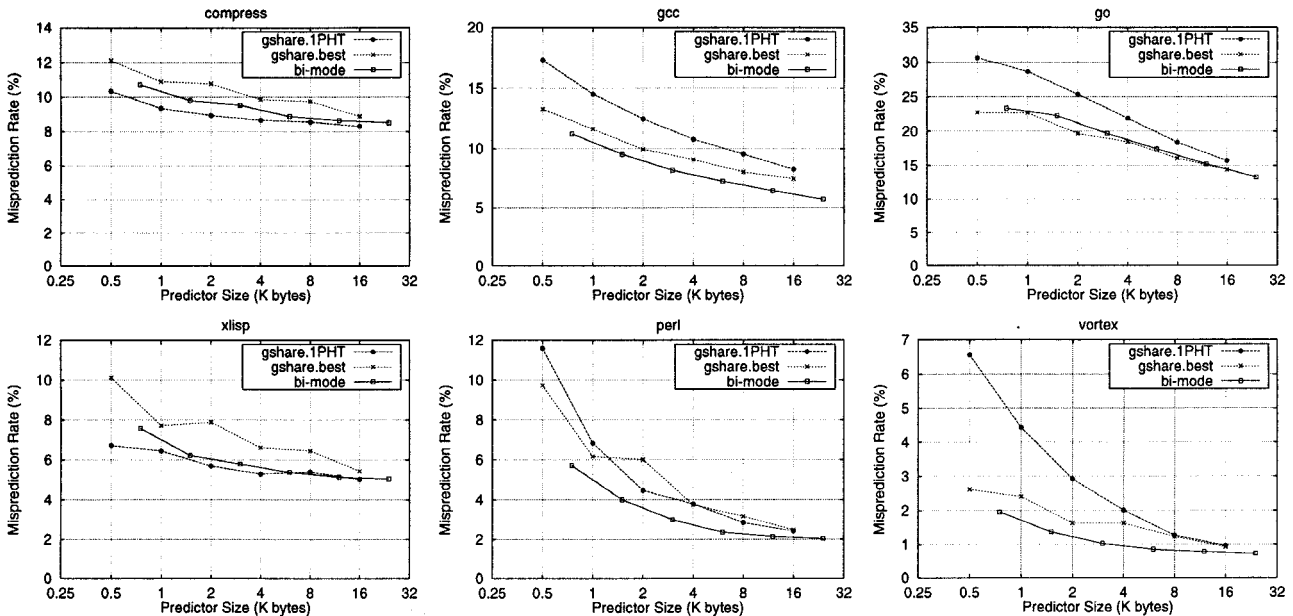 compress
Misprediction Rate (%)
14
12
10
8
6
4
2
0
gshare.1PHT
gshare.best
bi-mode
0.25 0.5 1 2 4 8 16 32
Predictor Size (K bytes)
gcc
Misprediction Rate (%)
20
15
10
5
0
gshare.1PHT
gshare.best
bi-mode
0.25 0.5 1 2 4 8 16 32
Predictor Size (K bytes)
go
Misprediction Rate (%)
35
30
25
20
15
10
5
0
gshare.1PHT
gshare.best
bi-mode
0.25 0.5 1 2 4 8 16 32
Predictor Size (K bytes)
xlisp
Misprediction Rate (%)
12
10
8
6
4
2
0
gshare.1PHT
gshare.best
bi-mode
0.25 0.5 1 2 4 8 16 32
Predictor Size (K bytes)
perl
Misprediction Rate (%)
12
10
8
6
4
2
0
gshare.1PHT
gshare.best
bi-mode
0.25 0.5 1 2 4 8 16 32
Predictor Size (K bytes)
vortex
Misprediction Rate (%)
7
6
5
4
3
2
1
0
gshare.1PHT
gshare.best
bi-mode
0.25 0.5 1 2 4 8 16 32
Predictor Size (K bytes)